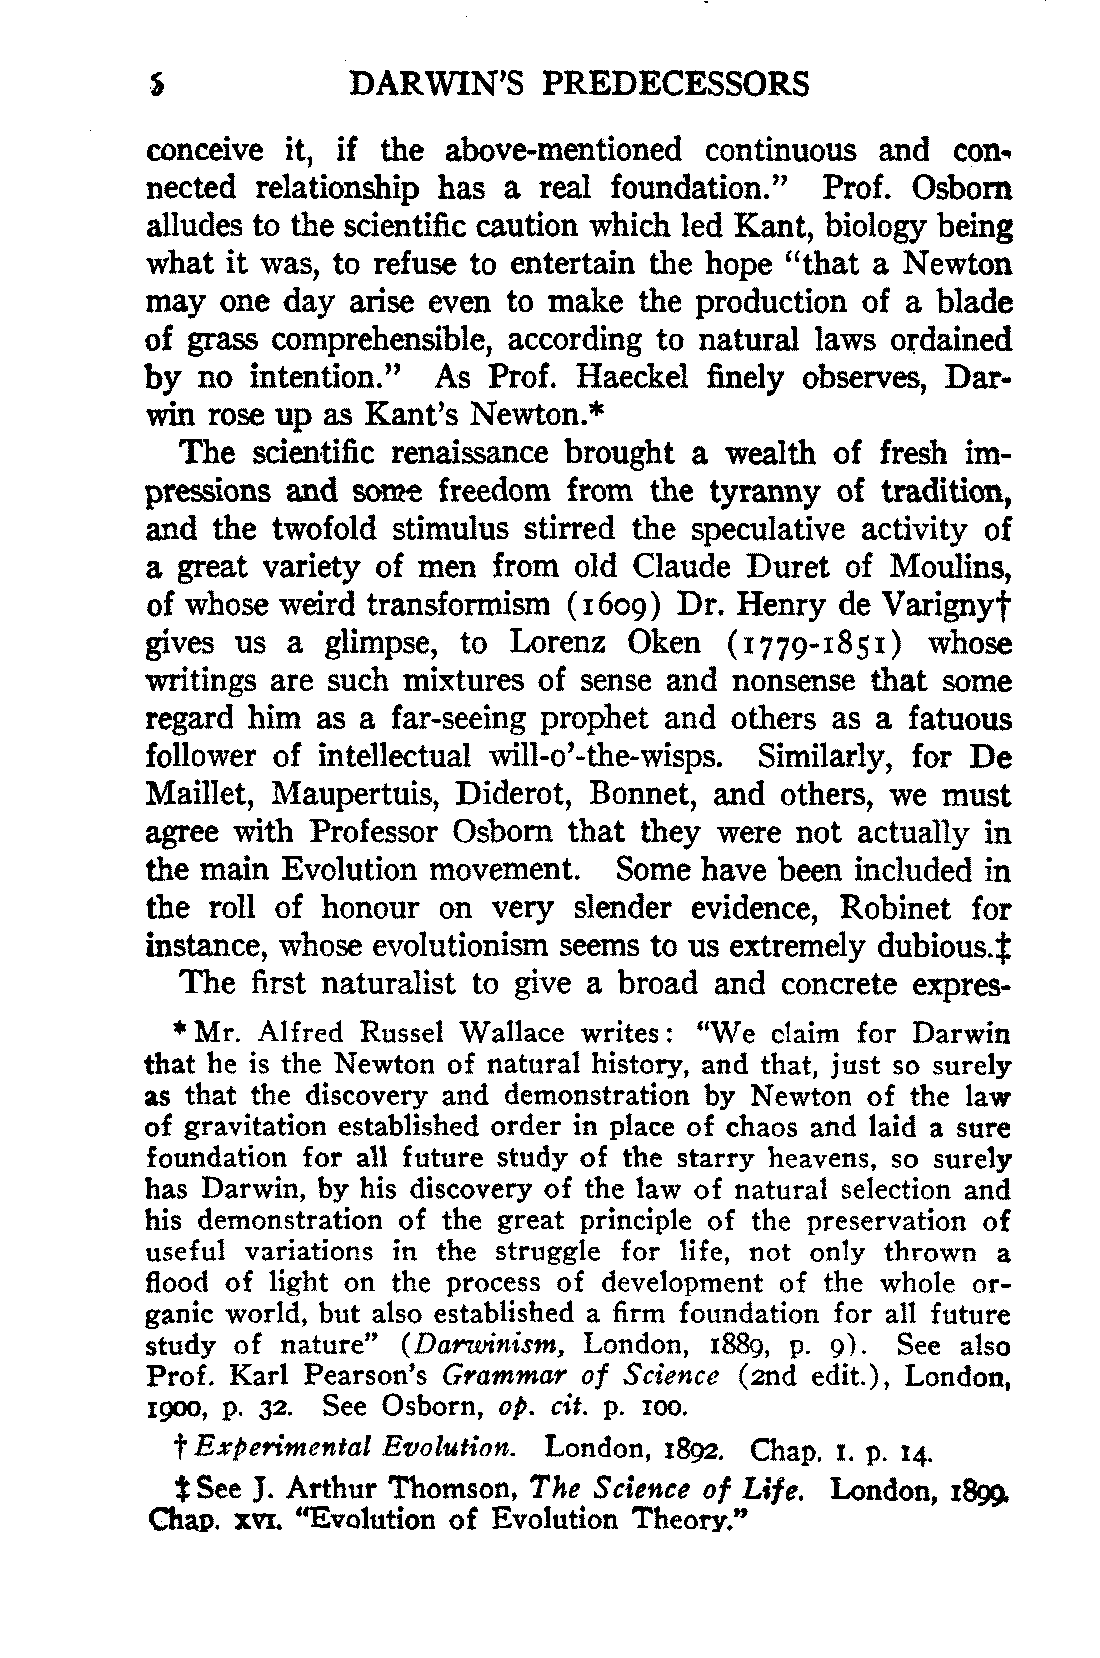 5 DARWIN'S PREDECESSORS
conceive it, if the above-mentioned continuous and con-
nected relationship has a real foundation." Prof. Osborn
alludes to the scientific caution which led Kant, biology being
what it was, to refuse to entertain the hope "that a Newton
may one day arise even to make the production of a blade
of grass comprehensible, according to natural laws ordained
by no intention." As Prof. Haeckel finely observes, Dar-
win rose up as Kant's Newton.*
The scientific renaissance brought a wealth of fresh im-
pressions and some freedom from the tyranny of tradition,
and the twofold stimulus stirred the speculative activity of
a great variety of men from old Claude Duret of Moulins,
of whose weird transformism (1609) Dr. Henry de Varigny†
gives us a glimpse, to Lorenz Oken (1779-1851) whose
writings are such mixtures of sense and nonsense that some
regard him as a far-seeing prophet and others as a fatuous
follower of intellectual will-o'-the-wisps. Similarly, for De
Maillet, Maupertuis, Diderot, Bonnet, and others, we must
agree with Professor Osborn that they were not actually in
the main Evolution movement. Some have been included in
the roll of honour on very slender evidence, Robinet for
instance, whose evolutionism seems to us extremely dubious.‡
The first naturalist to give a broad and concrete expres-
* Mr. Alfred Russel Wallace writes: "We claim for Darwin
that he is the Newton of natural history, and that, just so surely
as that the discovery and demonstration by Newton of the law
of gravitation established order in place of chaos and laid a sure
foundation for all future study of the starry heavens, so surely
has Darwin, by his discovery of the law of natural selection and
his demonstration of the great principle of the preservation of
useful variations in the struggle for life, not only thrown a
flood of light on the process of development of the whole or-
ganic world, but also established a firm foundation for all future
study of nature" (Darwinism, London, 1889, p. 9). See also
Prof. Karl Pearson's Grammar of Science (2nd edit.), London,
1900, p. 32. See Osborn, op. cit. p. 100.
† Experimental Evolution. London, 1892. Chap. I. p. 14.
‡ See J. Arthur Thomson, The Science of Life. London, 1899.
Chap. XVI. "Evolution of Evolution Theory."